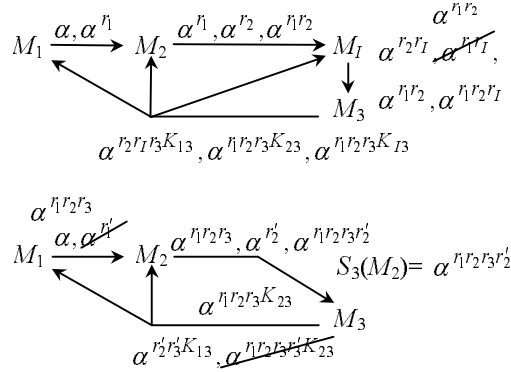 α^{r_1r_2}
M_1 α, α^{r_1} M_2 α^{r_1}, α^{r_2}, α^{r_1r_2} M_I α^{r_2r_I}, α^{r_1r_I},
M_3 α^{r_1r_2}, α^{r_1r_2r_I}
α^{r_2r_Ir_3K_{13}}, α^{r_1r_2r_3K_{23}}, α^{r_1r_2r_3K_{I3}}
α^{r_1r_2r_3}
M_1 α, α^{r_1'} M_2 α^{r_1r_2r_3}, α^{r_2'}, α^{r_1r_2r_3r_2'}
S_3(M_2)= α^{r_1r_2r_3r_2'}
α^{r_1r_2r_3K_{23}} M_3
α^{r_2'r_3'K_{13}}, α^{r_1r_2r_3r_3'K_{23}}